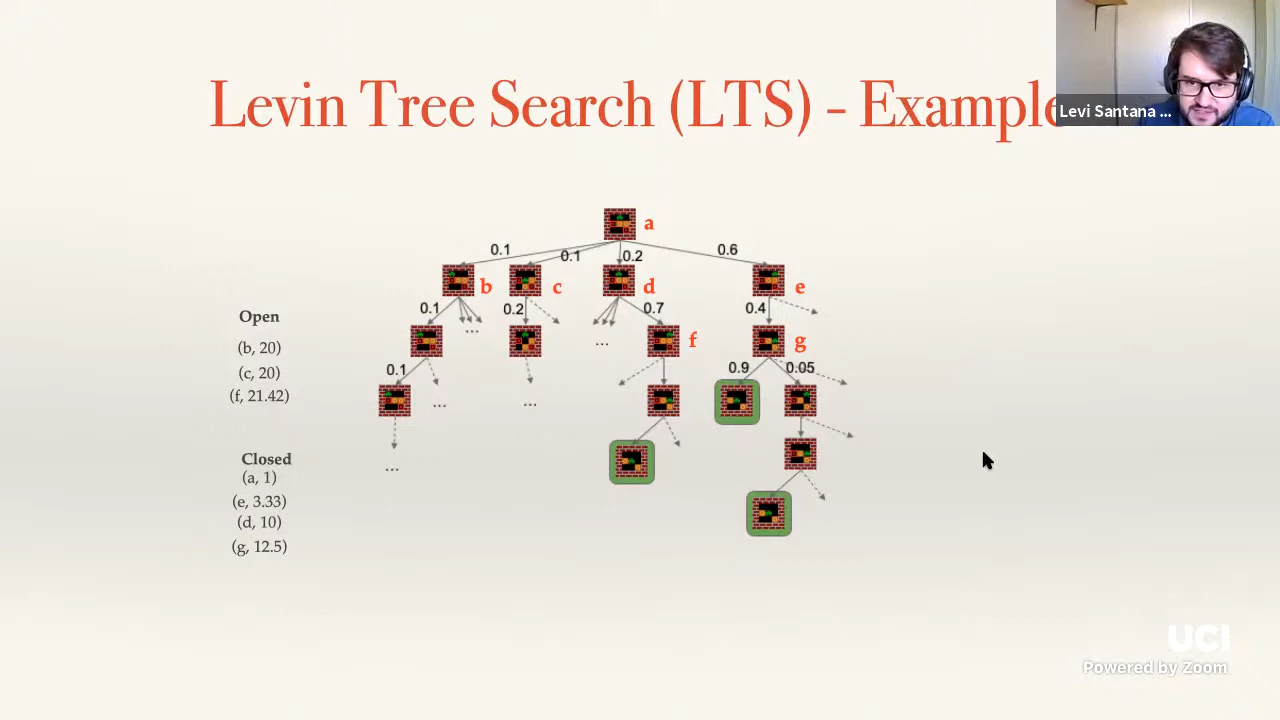 Levin Tree Search (LTS) - Example
Levi Santana ...
a
0.1
0.1
0.2
0.6
b
c
d
e
0.1
...
0.2
...
0.7
0.4
Open
(b, 20)
(c, 20)
(f, 21.42)
f
g
0.1
0.9
0.05
...
...
...
Closed
(a, 1)
(e, 3.33)
(d, 10)
(g, 12.5)
UCI
Powered by Zoom